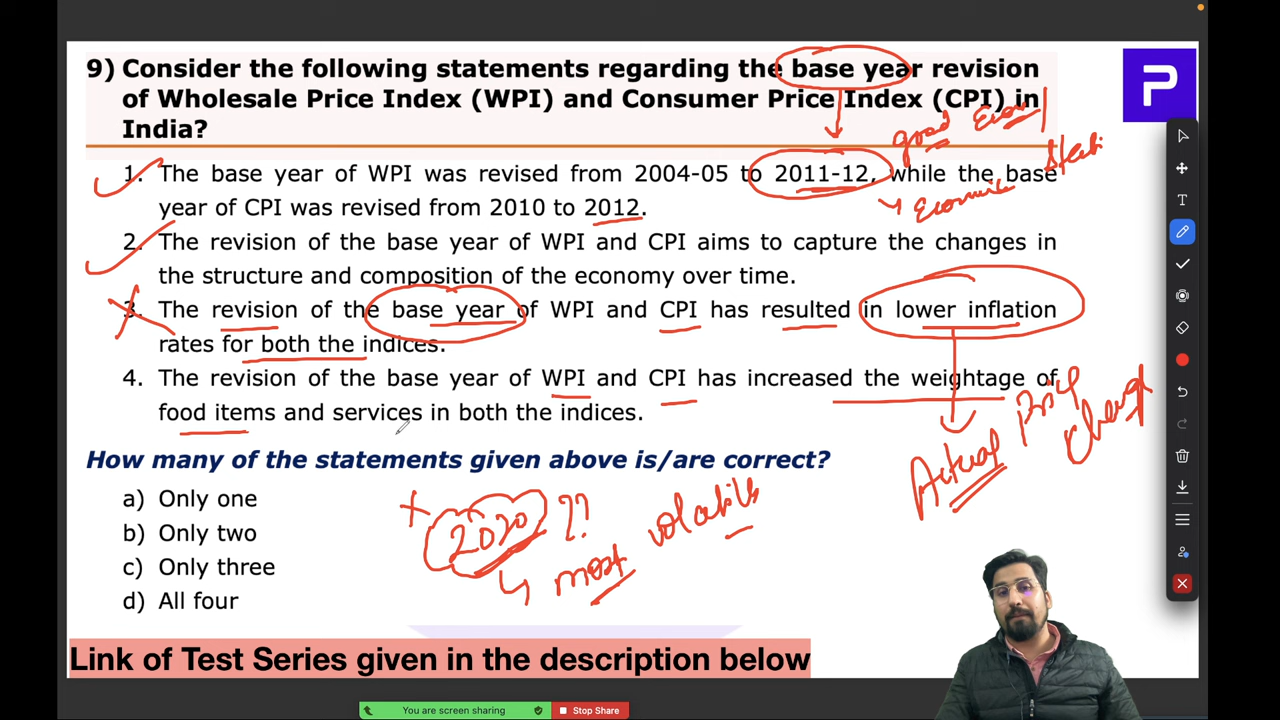 9) Consider the following statements regarding the base year revision
of Wholesale Price Index (WPI) and Consumer Price Index (CPI) in
India?
good Econ
Stati
Economic
1. The base year of WPI was revised from 2004-05 to 2011-12, while the base
year of CPI was revised from 2010 to 2012.
2. The revision of the base year of WPI and CPI aims to capture the changes in
the structure and composition of the economy over time.
3. The revision of the base year of WPI and CPI has resulted in lower inflation
rates for both the indices.
4. The revision of the base year of WPI and CPI has increased the weightage of
food items and services in both the indices.
Actual price
change
How many of the statements given above is/are correct?
a) Only one
b) Only two
c) Only three
d) All four
2020 ??
most volatile
Link of Test Series given in the description below
P
T
You are screen sharing
Stop Share